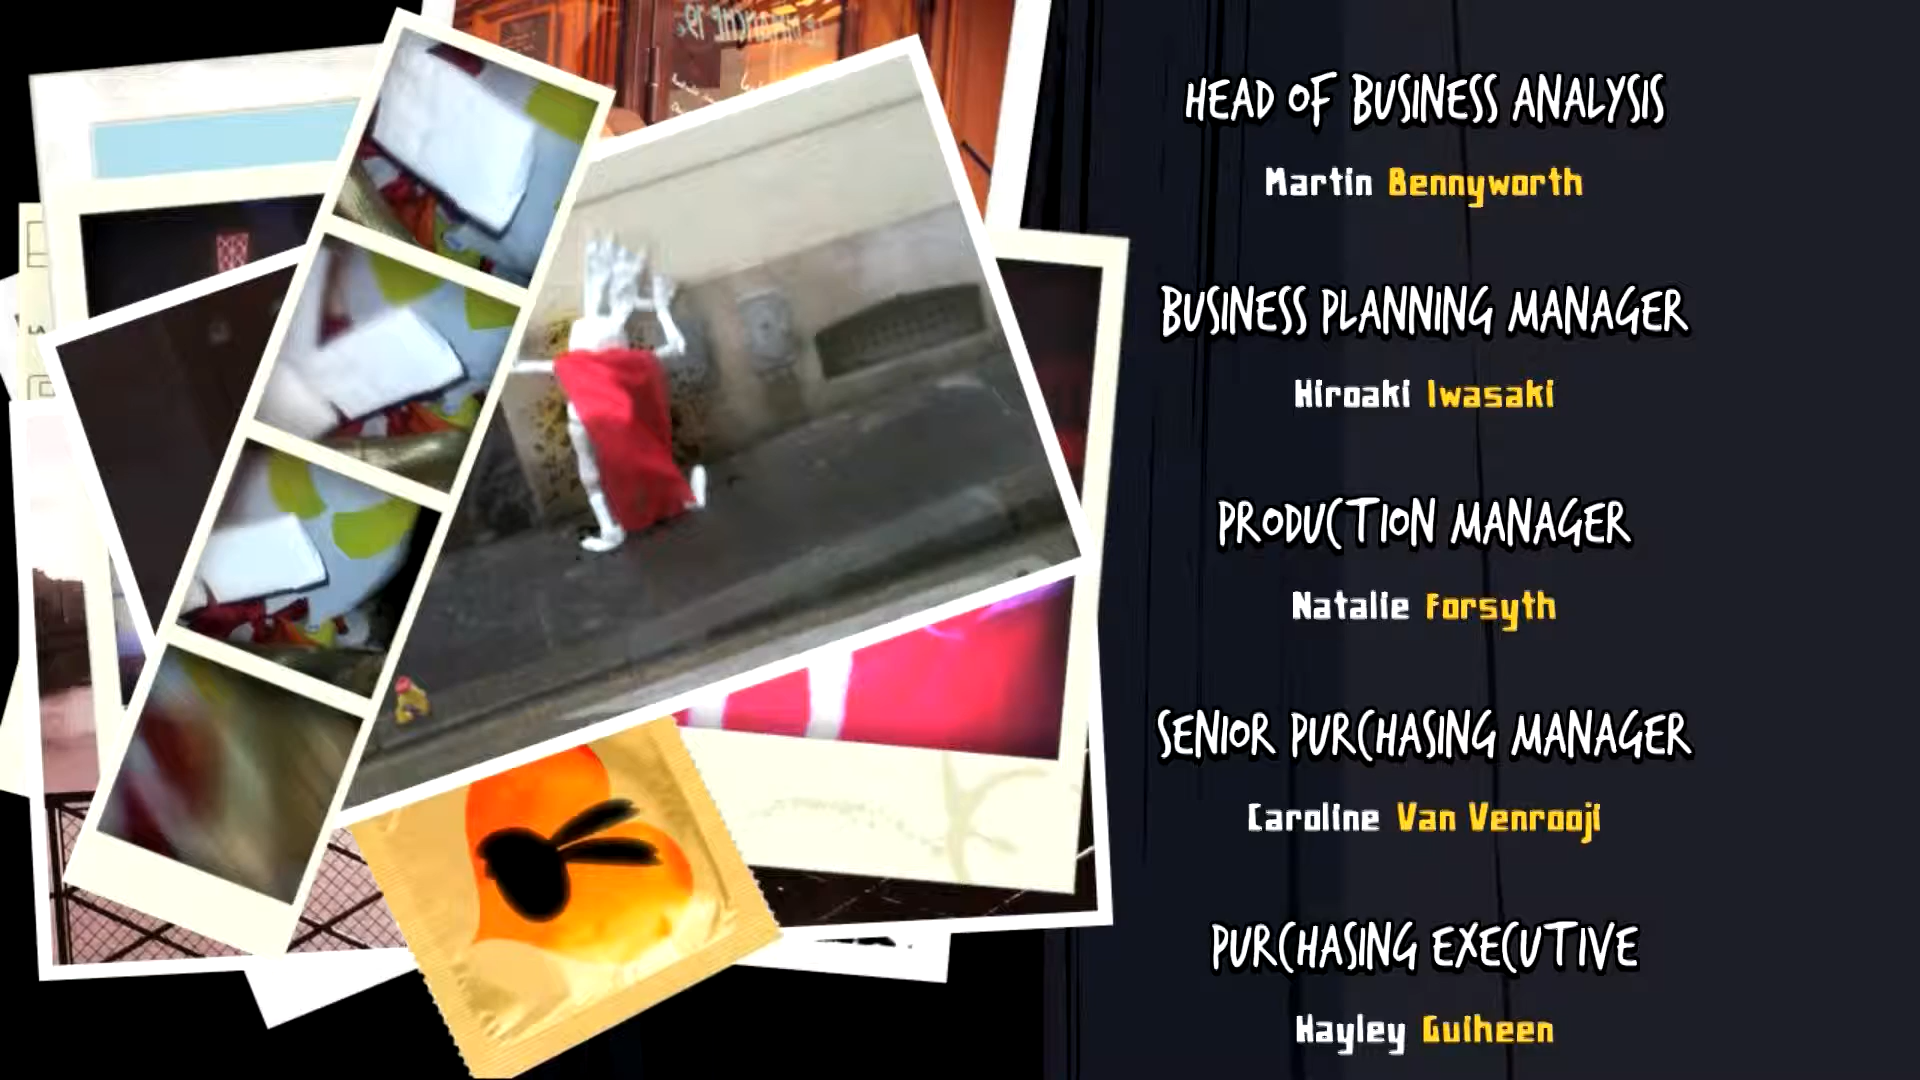 HEAD OF BUSINESS ANALYSIS
Martin Bennyworth
BUSINESS PLANNING MANAGER
Hiroaki Iwasaki
PRODUCTION MANAGER
Natalie Forsyth
SENIOR PURCHASING MANAGER
Caroline Van Venrooji
PURCHASING EXECUTIVE
Hayley Guiheen